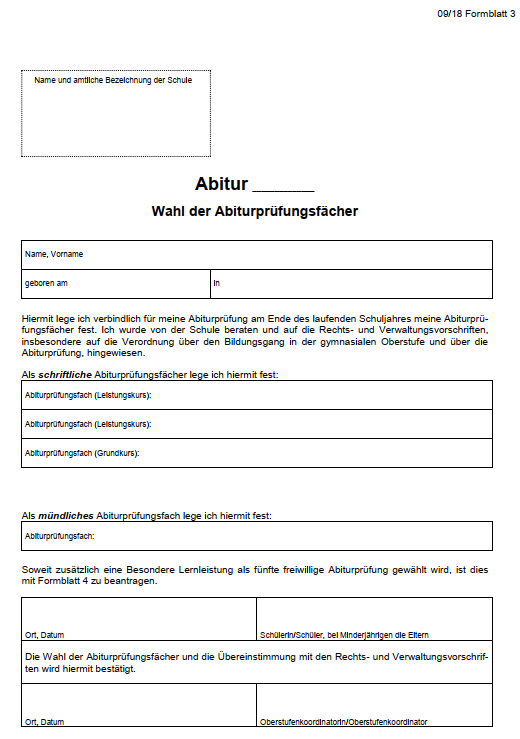 09/18 Formblatt 3
Name und amtliche Bezeichnung der Schule
Abitur ________
Wahl der Abiturprüfungsfächer
Name, Vorname
geboren am
in
Hiermit lege ich verbindlich für meine Abiturprüfung am Ende des laufenden Schuljahres meine Abiturprü-
fungsfächer fest. Ich wurde von der Schule beraten und auf die Rechts- und Verwaltungsvorschriften,
insbesondere auf die Verordnung über den Bildungsgang in der gymnasialen Oberstufe und über die
Abiturprüfung, hingewiesen.
Als schriftliche Abiturprüfungsfächer lege ich hiermit fest:
Abiturprüfungsfach (Leistungskurs):
Abiturprüfungsfach (Leistungskurs):
Abiturprüfungsfach (Grundkurs):
Als mündliches Abiturprüfungsfach lege ich hiermit fest:
Abiturprüfungsfach:
Soweit zusätzlich eine Besondere Lernleistung als fünfte freiwillige Abiturprüfung gewählt wird, ist dies
mit Formblatt 4 zu beantragen.
Ort, Datum
Schülerin/Schüler, bei Minderjährigen die Eltern
Die Wahl der Abiturprüfungsfächer und die Übereinstimmung mit den Rechts- und Verwaltungsvorschrif-
ten wird hiermit bestätigt.
Ort, Datum
Oberstufenkoordinatorin/Oberstufenkoordinator